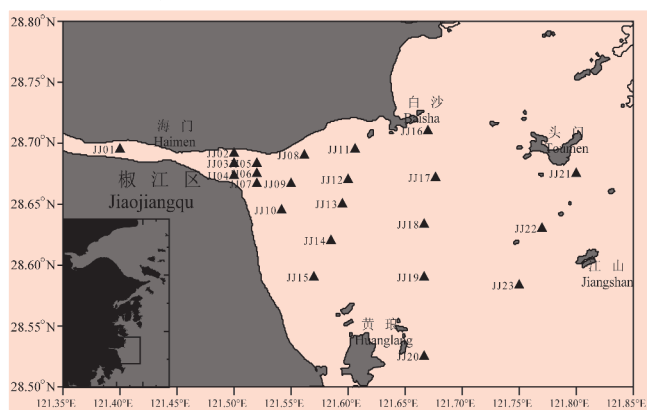 28.80°N
28.75°N
28.70°N
28.65°N
28.60°N
28.55°N
28.50°N
白 沙
Baisha
JJ16
海 门
Haimen
头 门
Toumen
JJ01
JJ02
JJ08
JJ11
JJ03
JJ05
JJ04
JJ06
JJ07
JJ09
JJ12
JJ17
JJ21
椒 江 区
Jiaojiangqu
JJ10
JJ13
JJ18
JJ22
JJ14
JJ15
JJ19
JJ23
江 山
Jiangshan
黄 琅
Huanglang
JJ20
121.35°E
121.40°E
121.45°E
121.50°E
121.55°E
121.60°E
121.65°E
121.70°E
121.75°E
121.80°E
121.85°E